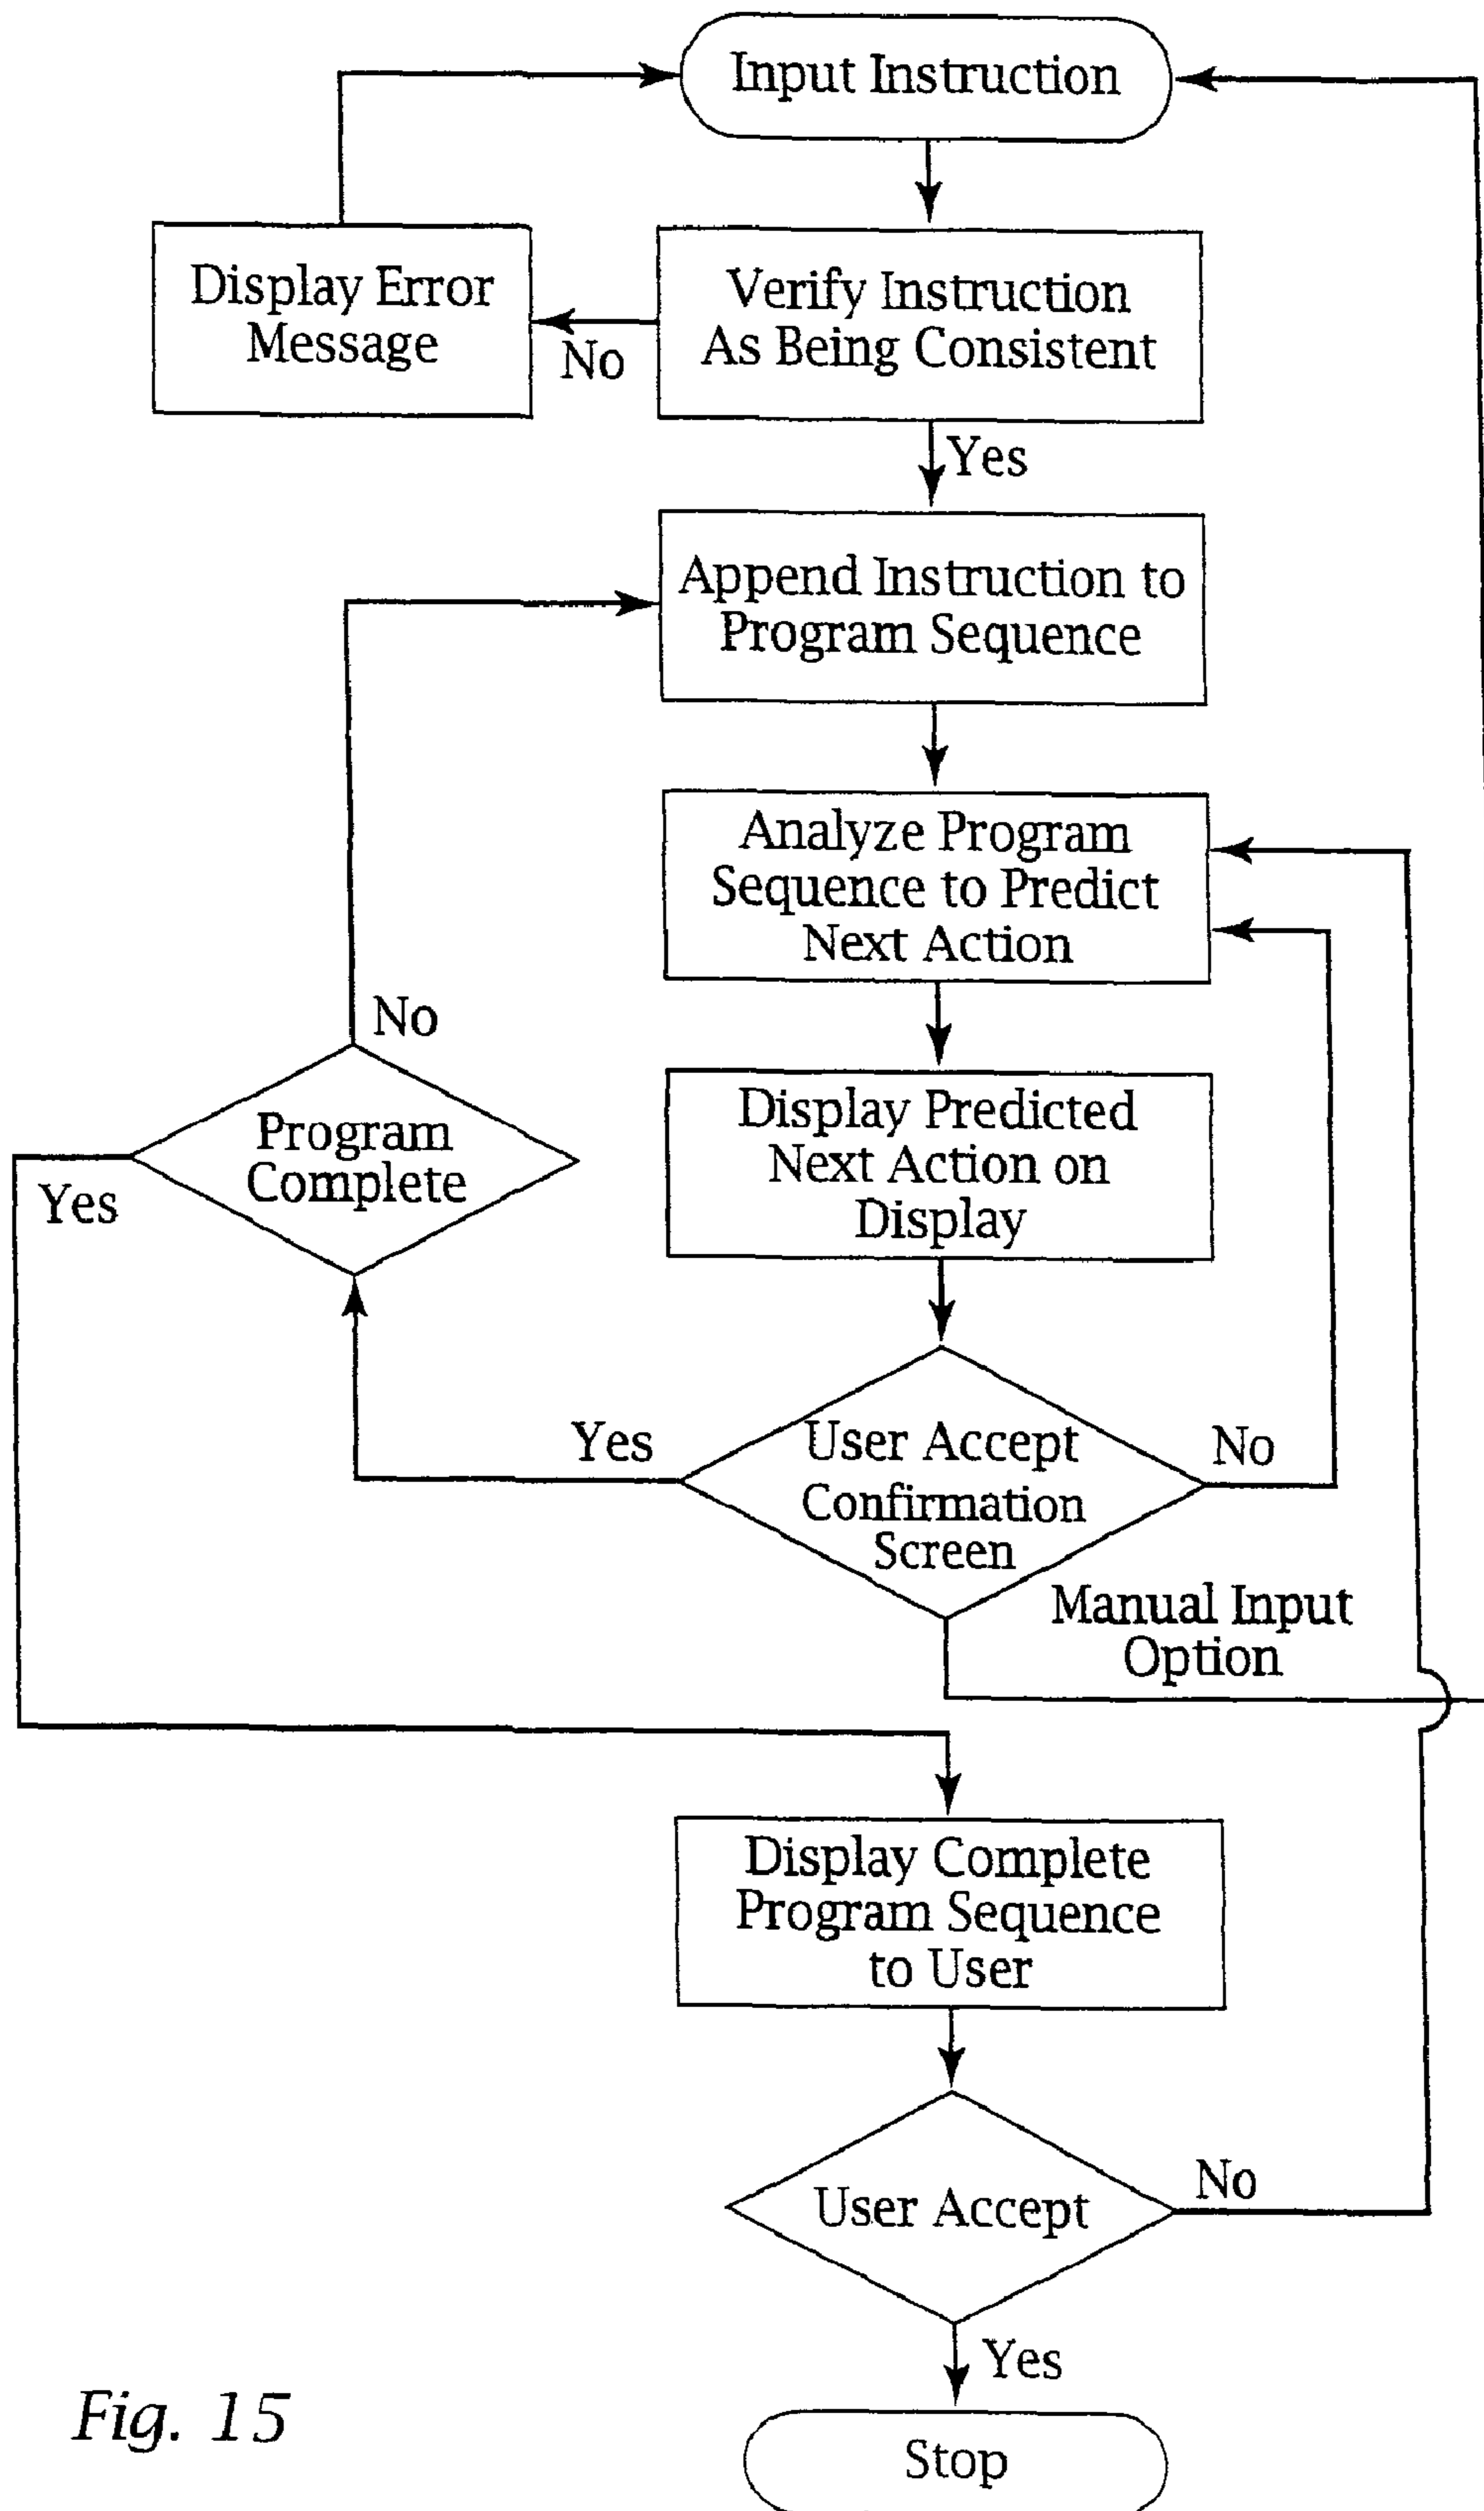 Input Instruction
Display Error
Message
No
Verify Instruction
As Being Consistent
Yes
Append Instruction to
Program Sequence
Analyze Program
Sequence to Predict
Next Action
No
Program
Complete
Yes
Display Predicted
Next Action on
Display
Yes
User Accept
Confirmation
Screen
No
Manual Input
Option
Display Complete
Program Sequence
to User
User Accept
No
Yes
Stop
Fig. 15